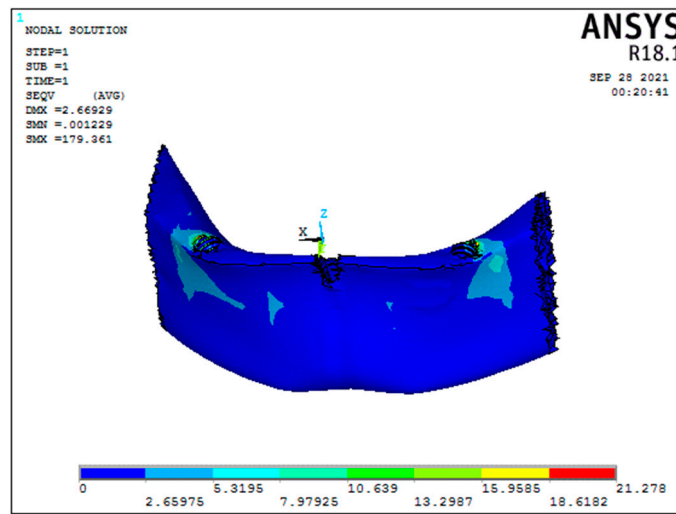 1
NODAL SOLUTION
STEP=1
SUB =1
TIME=1
SEQV (AVG)
DMX=2.66929
SMN =.001229
SMX =179.361
ANSYS
R18.1
SEP 28 2021
00:20:41
Z
X
0 5.3195 10.639 15.9585 21.278
2.65975 7.97925 13.2987 18.6182